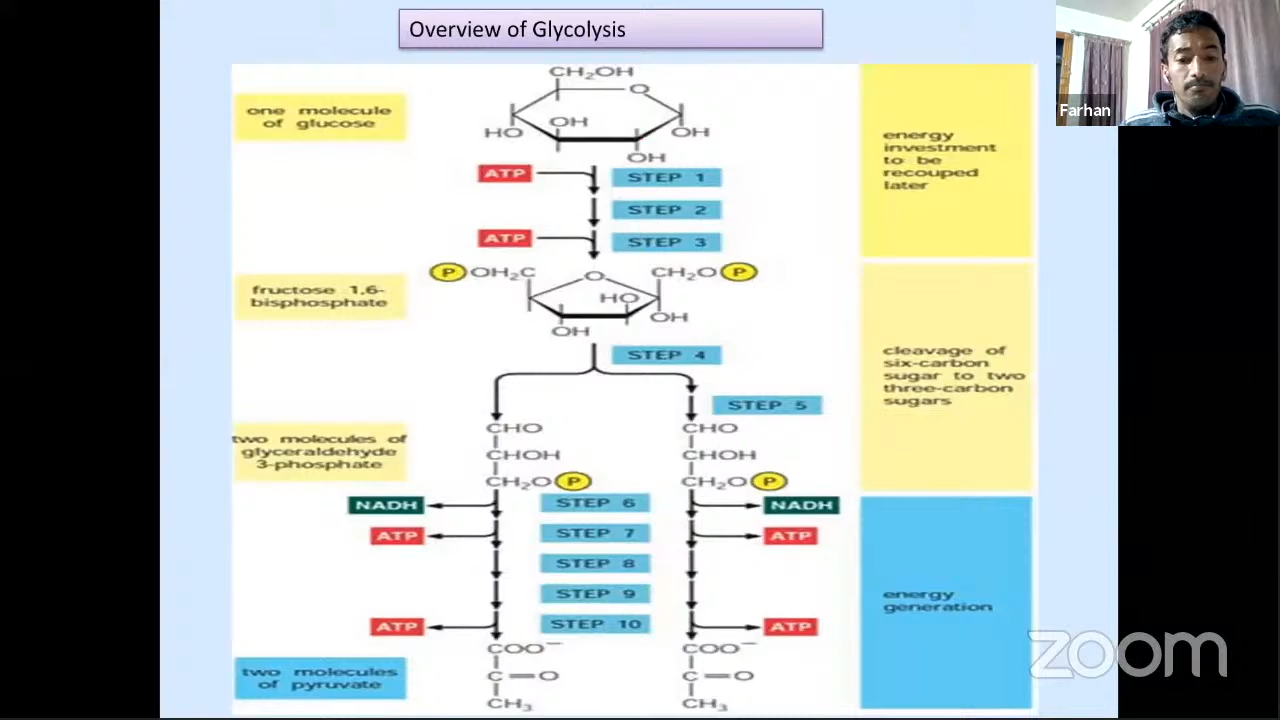 Overview of Glycolysis
Farhan
one molecule
of glucose
CH₂OH
O
HO
OH
OH
OH
energy
investment
to be
recouped
later
ATP
STEP 1
STEP 2
ATP
STEP 3
P OH₂C
O
CH₂O P
fructose 1,6-
bisphosphate
HO
OH
OH
STEP 4
cleavage of
six-carbon
sugar to two
three-carbon
sugars
STEP 5
two molecules of
glyceraldehyde
3-phosphate
CHO
CHOH
CH₂O P
CHO
CHOH
CH₂O P
NADH
STEP 6
NADH
ATP
STEP 7
ATP
STEP 8
STEP 9
energy
generation
ATP
STEP 10
ATP
two molecules
of pyruvate
COO⁻
C=O
CH₃
COO⁻
C=O
CH₃
zoom